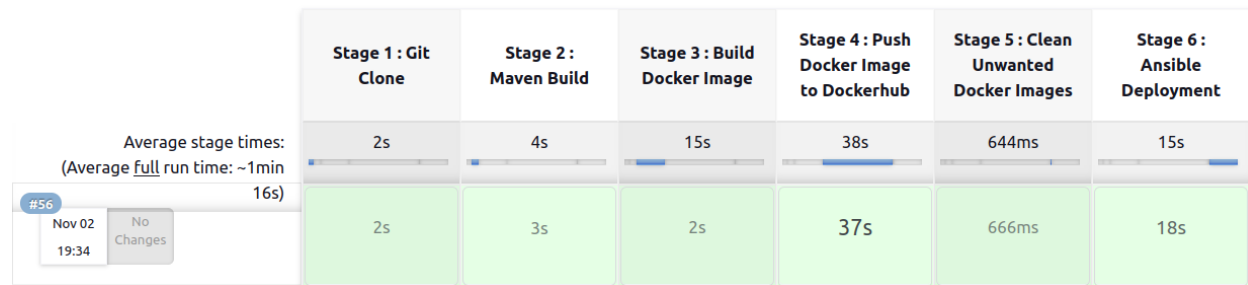 Stage 1 : Git
Clone
Stage 2 :
Maven Build
Stage 3 : Build
Docker Image
Stage 4 : Push
Docker Image
to Dockerhub
Stage 5 : Clean
Unwanted
Docker Images
Stage 6 :
Ansible
Deployment
Average stage times:
(Average full run time: ~1min
16s)
2s
4s
15s
38s
644ms
15s
#56
Nov 02
19:34
No
Changes
2s
3s
2s
37s
666ms
18s